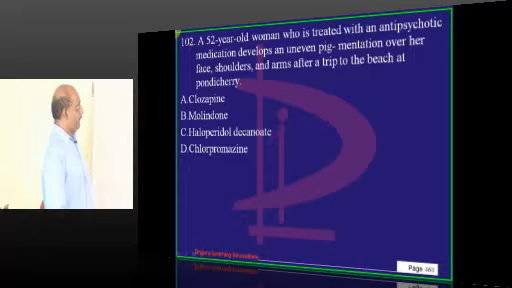 102. A 52-year-old woman who is treated with an antipsychotic
medication develops an uneven pig- mentation over her
face, shoulders, and arms after a trip to the beach at
pondicherry.
A.Clozapine
B.Molindone
C.Haloperidol decanoate
D.Chlorpromazine
Page 460